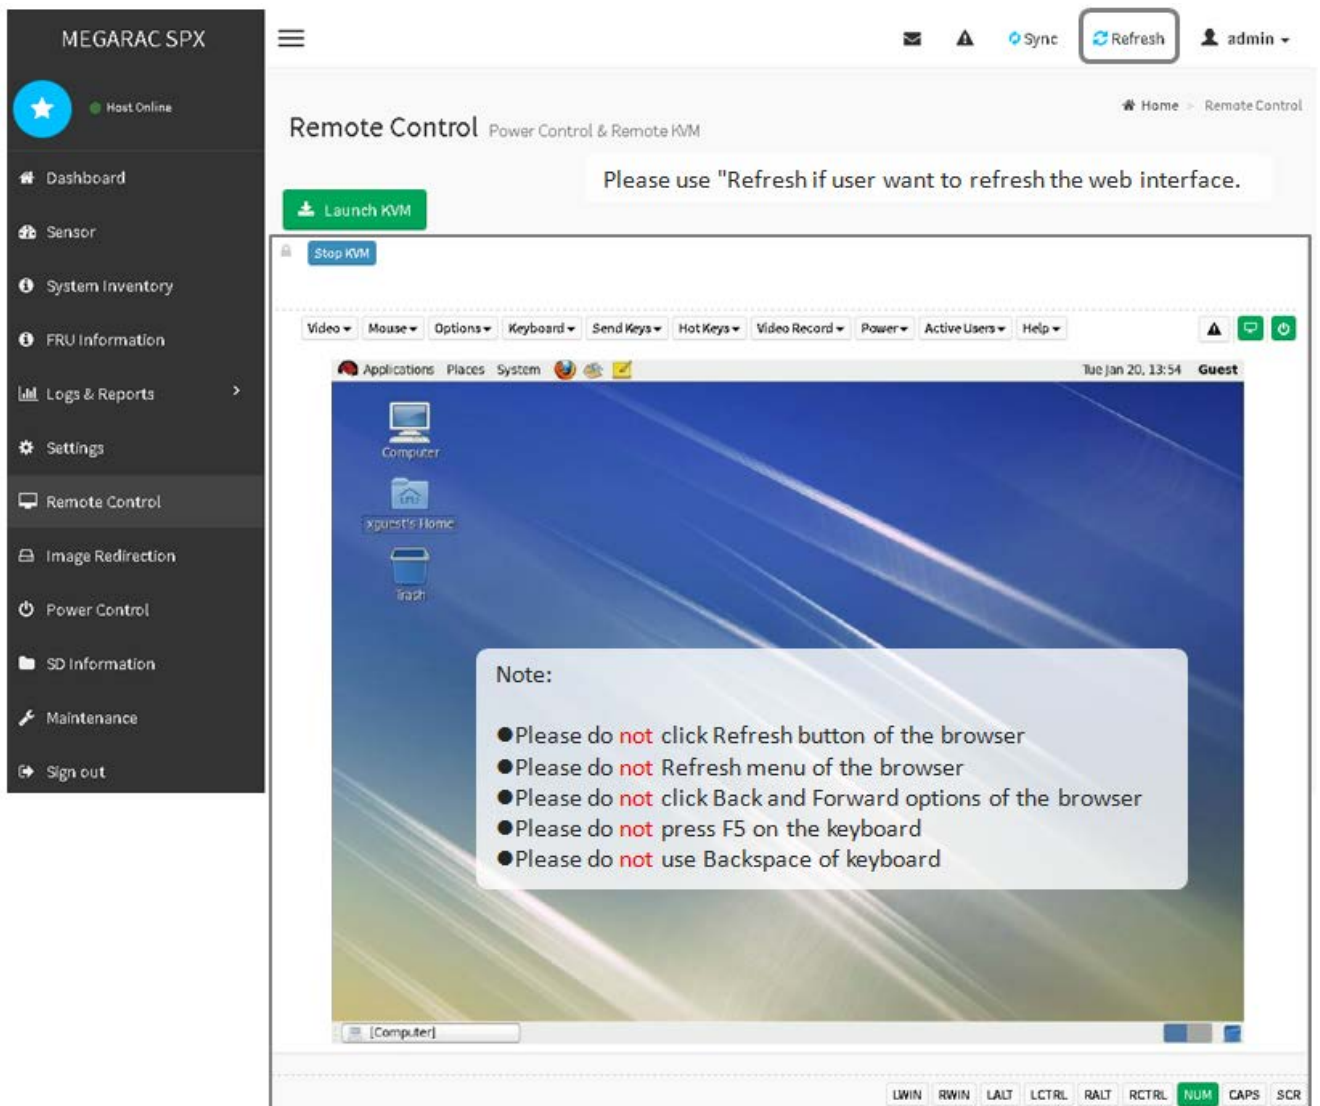 MEGARAC SPX
Sync
Refresh
admin
Host Online
Home > Remote Control
Remote Control Power Control & Remote KVM
Please use "Refresh if user want to refresh the web interface.
Launch KVM
Stop KVM
Dashboard
Sensor
System Inventory
FRU Information
Logs & Reports >
Settings
Remote Control
Image Redirection
Power Control
SD Information
Maintenance
Sign out
Video Mouse Options Keyboard Send Keys Hot Keys Video Record Power Active Users Help
Applications Places System Tue Jan 20, 13:54 Guest
Computer
xguest's Home
Trash
Note:
●Please do not click Refresh button of the browser
●Please do not Refresh menu of the browser
●Please do not click Back and Forward options of the browser
●Please do not press F5 on the keyboard
●Please do not use Backspace of keyboard
[Computer]
LWIN RWIN LALT LCTRL RALT RCTRL NUM CAPS SCR